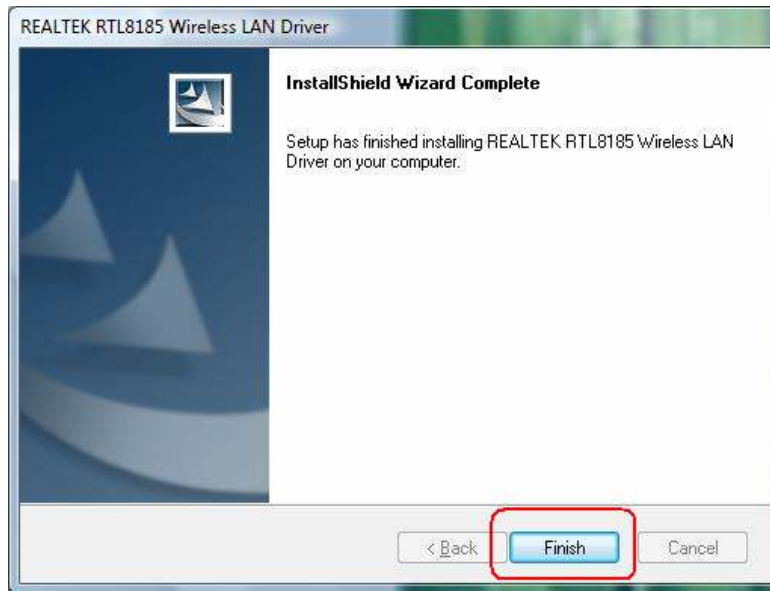 REALTEK RTL8185 Wireless LAN Driver
InstallShield Wizard Complete
Setup has finished installing REALTEK RTL8185 Wireless LAN
Driver on your computer.
< Back
Finish
Cancel